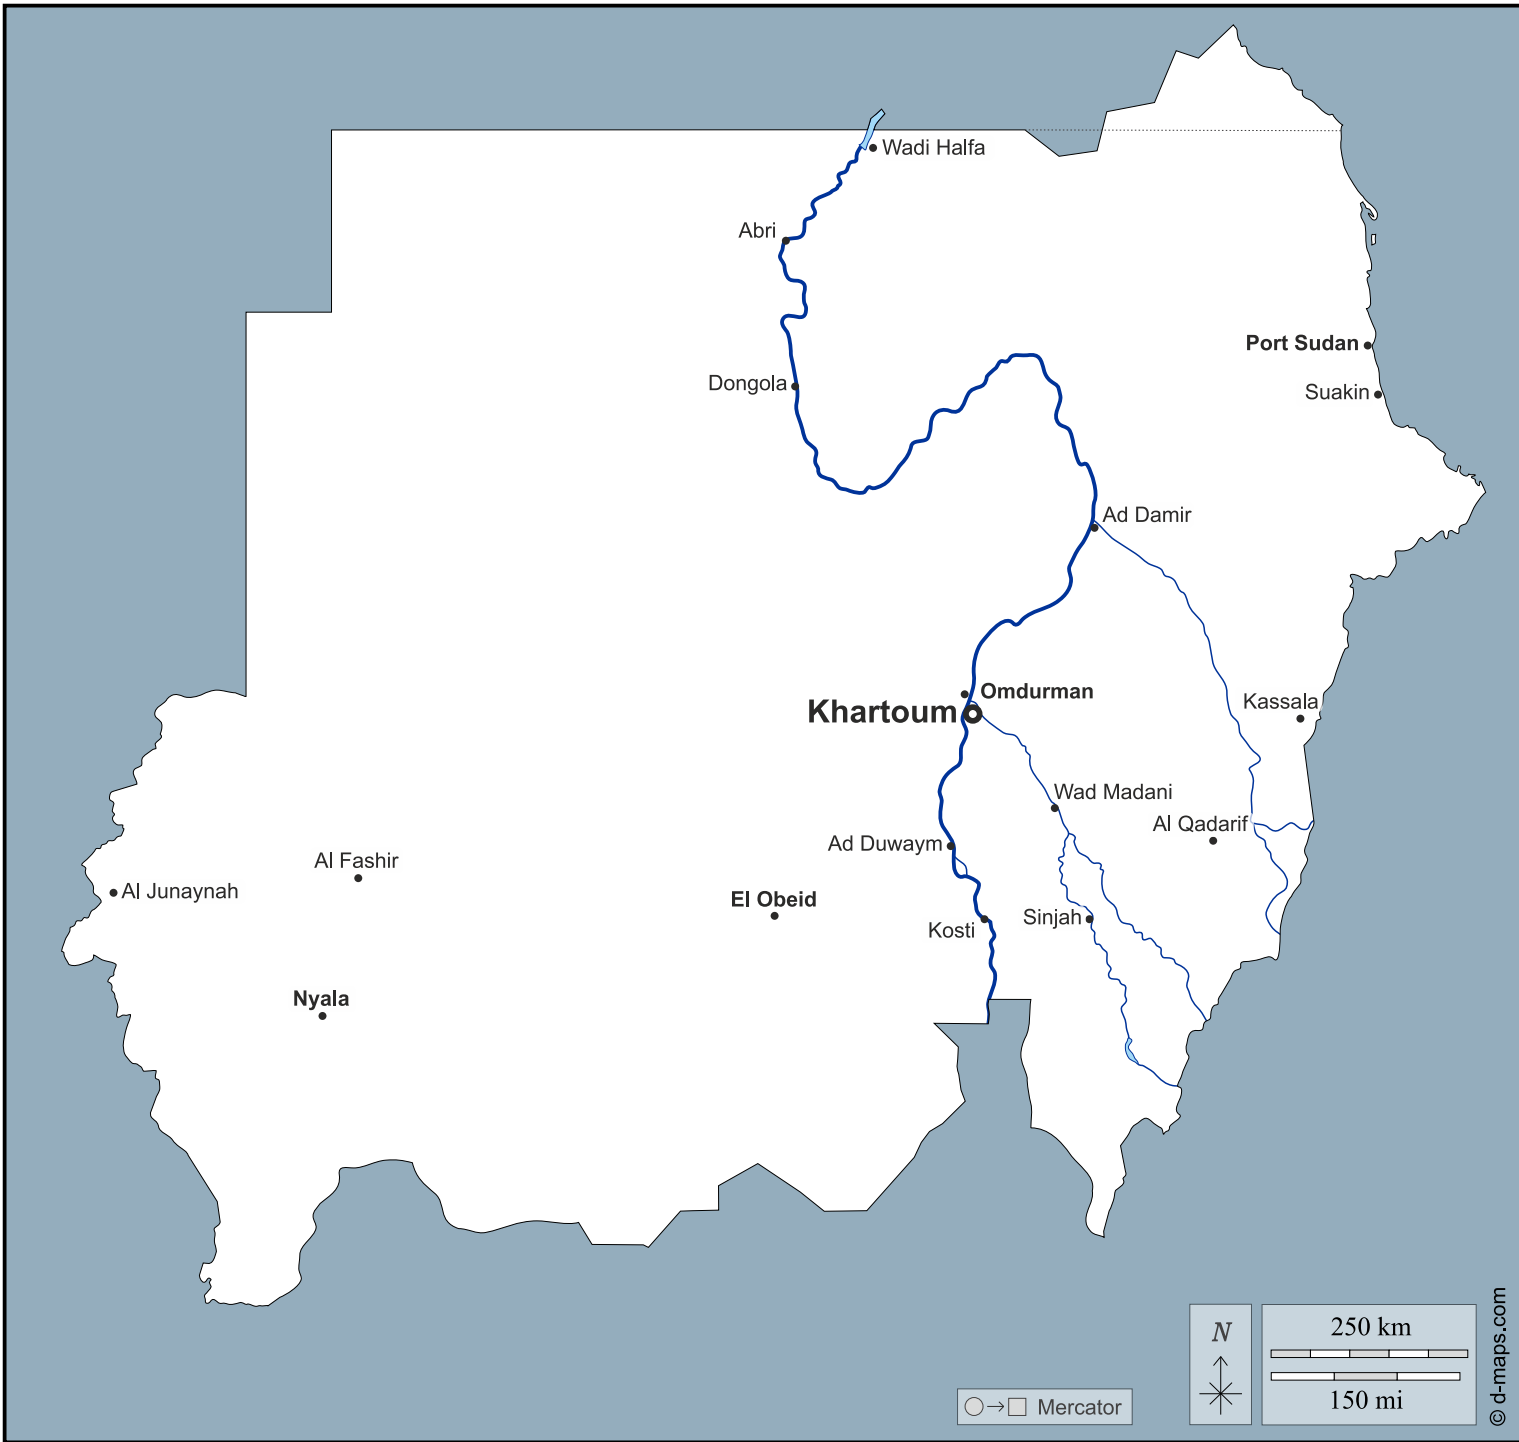 Wadi Halfa
Abri
Port Sudan
Dongola
Suakin
Ad Damir
Omdurman
Khartoum
Kassala
Wad Madani
Al Qadarif
Ad Duwaym
Al Fashir
Al Junaynah
El Obeid
Kosti
Sinjah
Nyala
N
250 km
150 mi
Mercator
© d-maps.com